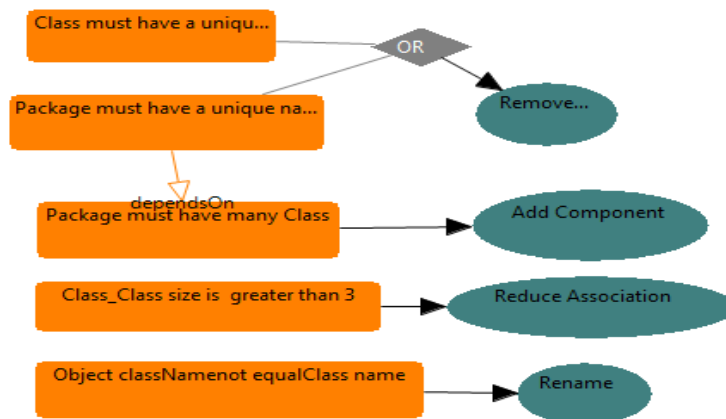 Class must have a uniqu...
OR
Package must have a unique na...
Remove...
dependsOn
Package must have many Class
Add Component
Class_Class size is  greater than 3
Reduce Association
Object classNamenot equalClass name
Rename